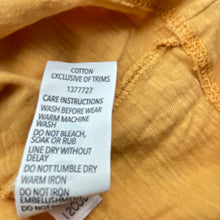 COTTON
EXCLUSIVE OF TRIMS
1377727
CARE INSTRUCTIONS
WASH BEFORE WEAR
WARM MACHINE
WASH
DO NOT BLEACH,
SOAK OR RUB
LINE DRY WITHOUT
DELAY
DO NOT TUMBLE DRY
WARM IRON
DO NOT IRON
EMBELLISHMENT